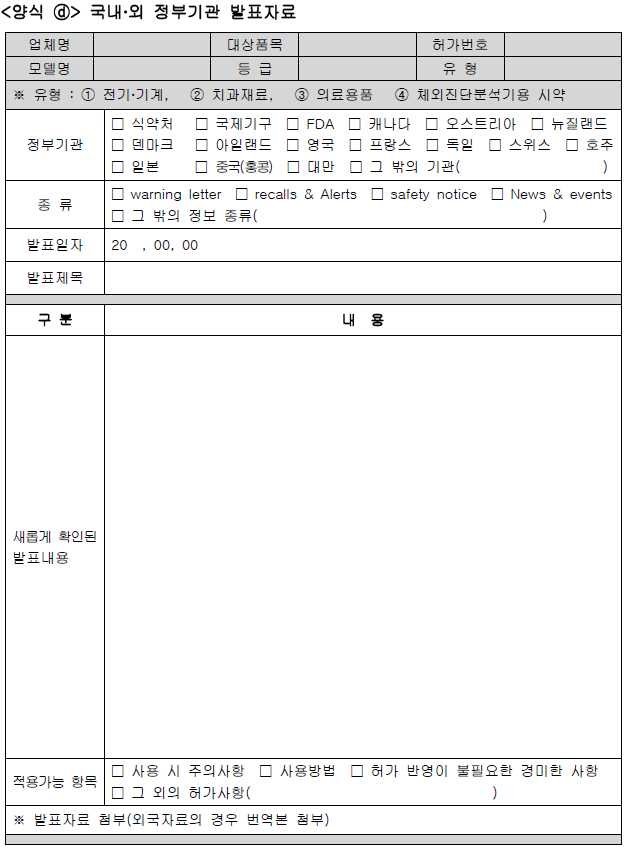 <양식 ⓓ> 국내·외 정부기관 발표자료
업체명 대상품목 허가번호
모델명 등 급 유 형
※ 유형 : ① 전기·기계, ② 치과재료, ③ 의료용품 ④ 체외진단분석기용 시약
정부기관
□ 식약처 □ 국제기구 □ FDA □ 캐나다 □ 오스트리아 □ 뉴질랜드
□ 덴마크 □ 아일랜드 □ 영국 □ 프랑스 □ 독일 □ 스위스 □ 호주
□ 일본 □ 중국(홍콩) □ 대만 □ 그 밖의 기관( )
종 류
□ warning letter □ recalls & Alerts □ safety notice □ News & events
□ 그 밖의 정보 종류( )
발표일자 20 , 00, 00
발표제목
구 분 내 용
새롭게 확인된
발표내용
적용가능 항목
□ 사용 시 주의사항 □ 사용방법 □ 허가 반영이 불필요한 경미한 사항
□ 그 외의 허가사항( )
※ 발표자료 첨부(외국자료의 경우 번역본 첨부)